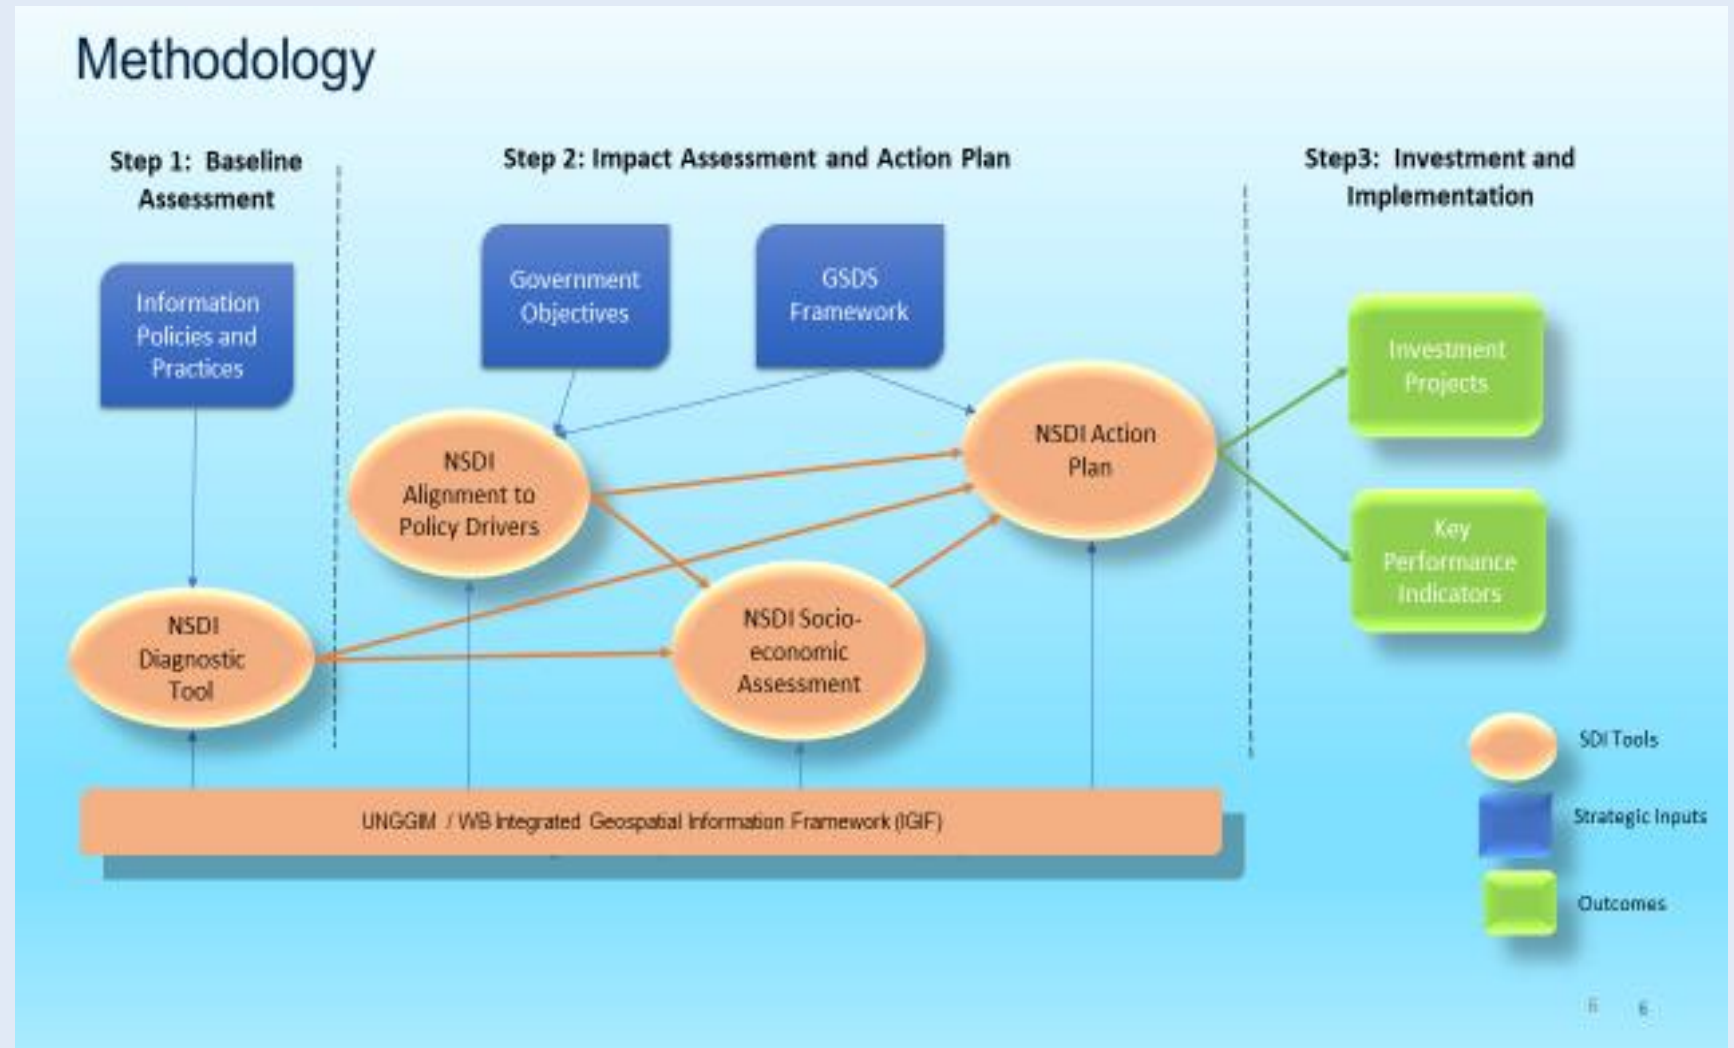 Methodology
Step 1: Baseline
Assessment
Step 2: Impact Assessment and Action Plan
Step3: Investment and
Implementation
Information
Policies and
Practices
Government
Objectives
GSDS
Framework
Investment
Projects
NSDI
Alignment to
Policy Drivers
NSDI Action
Plan
Key
Performance
Indicators
NSDI
Diagnostic
Tool
NSDI Socio-
economic
Assessment
UNGGIM / WB Integrated Geospatial Information Framework (IGIF)
SDI Tools
Strategic Inputs
Outcomes
6 6